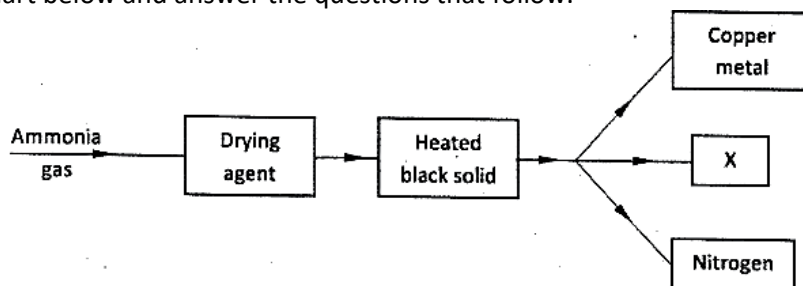 art below and answer the questions that follow.
Copper
metal
Ammonia
gas
Drying
agent
Heated
black solid
X
Nitrogen